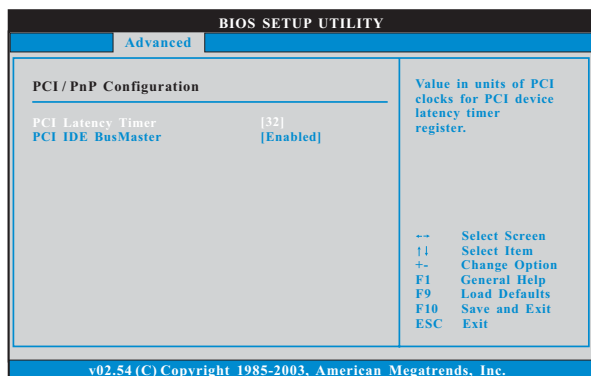 BIOS SETUP UTILITY
Advanced
PCI / PnP Configuration
PCI Latency Timer [32]
PCI IDE BusMaster [Enabled]
Value in units of PCI
clocks for PCI device
latency timer
register.
←→ Select Screen
↑↓ Select Item
+- Change Option
F1 General Help
F9 Load Defaults
F10 Save and Exit
ESC Exit
v02.54 (C) Copyright 1985-2003, American Megatrends, Inc.